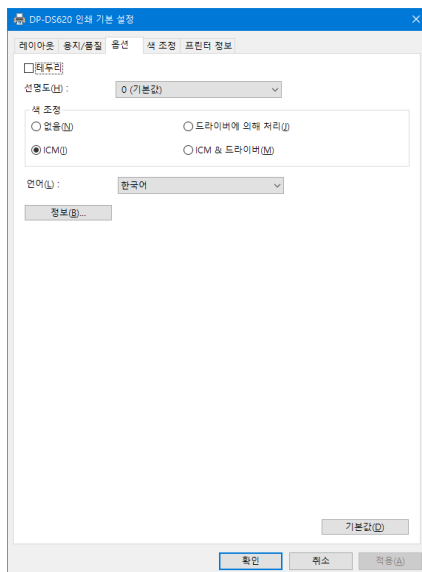 DP-DS620 인쇄 기본 설정
레이아웃 용지/품질 옵션 색 조정 프린터 정보
테두리
선명도(H) : 0 (기본값)
색 조정
없음(N) 드라이버에 의해 처리(J)
ICM(I) ICM & 드라이버(M)
언어(L) : 한국어
정보(B)...
기본값(D)
확인 취소 적용(A)